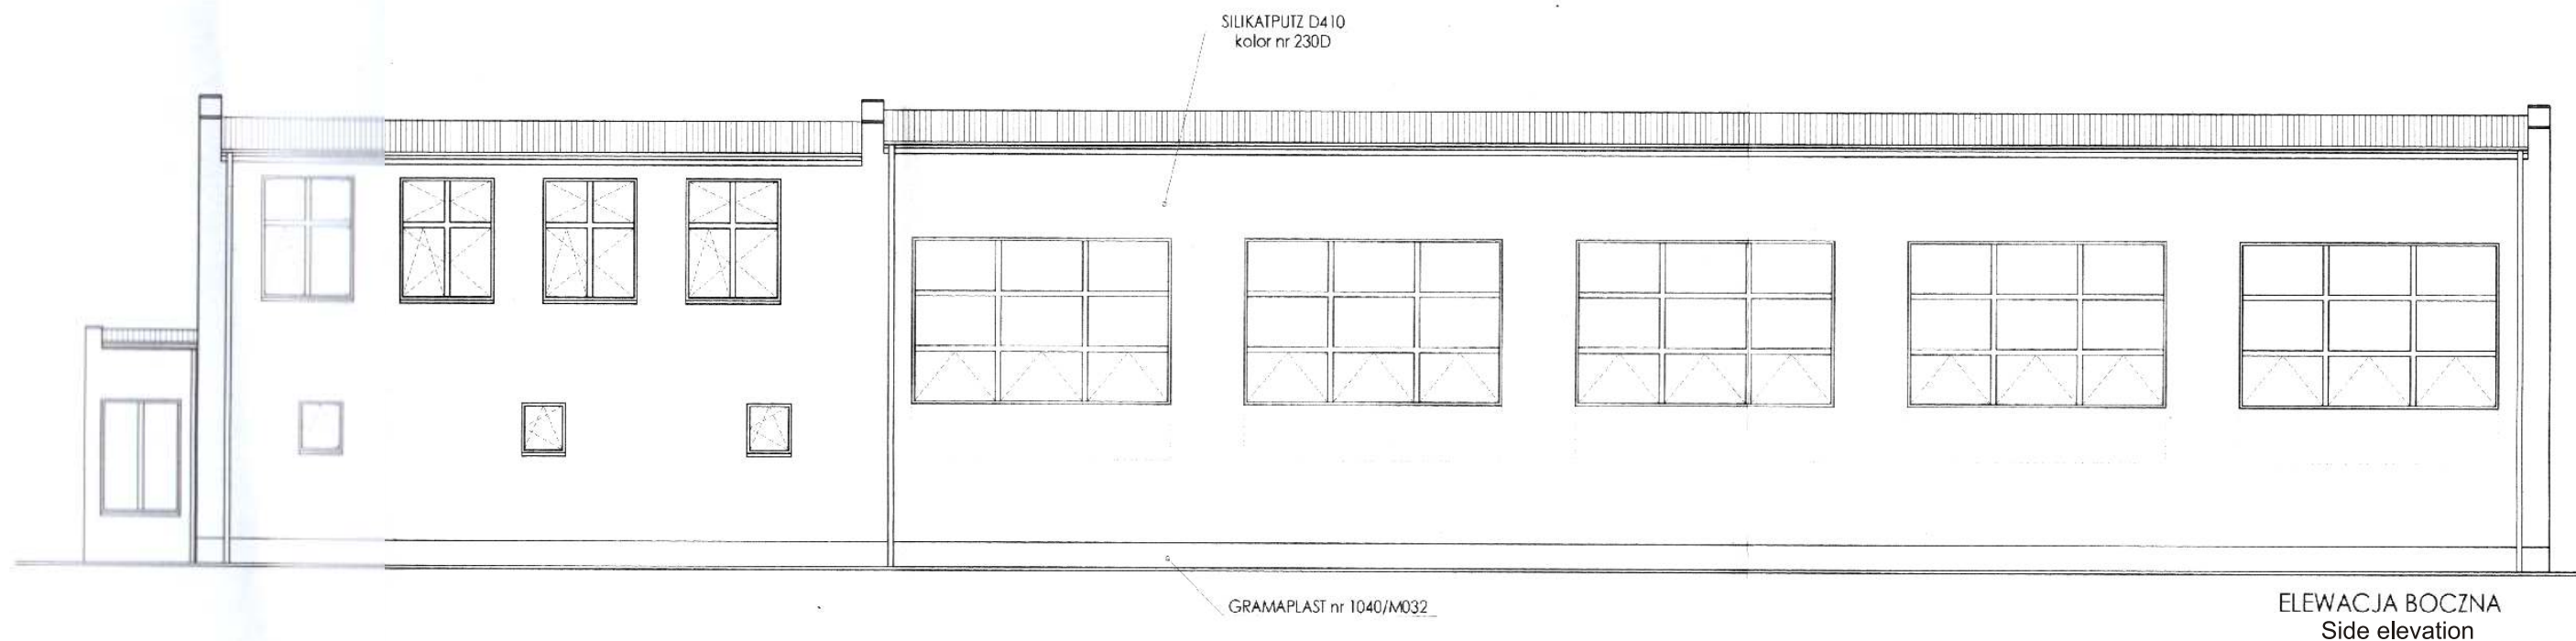 SILIKATPUTZ D410
kolor nr 230D
GRAMAPLAST nr 1040/M032
ELEWACJA BOCZNA
Side elevation